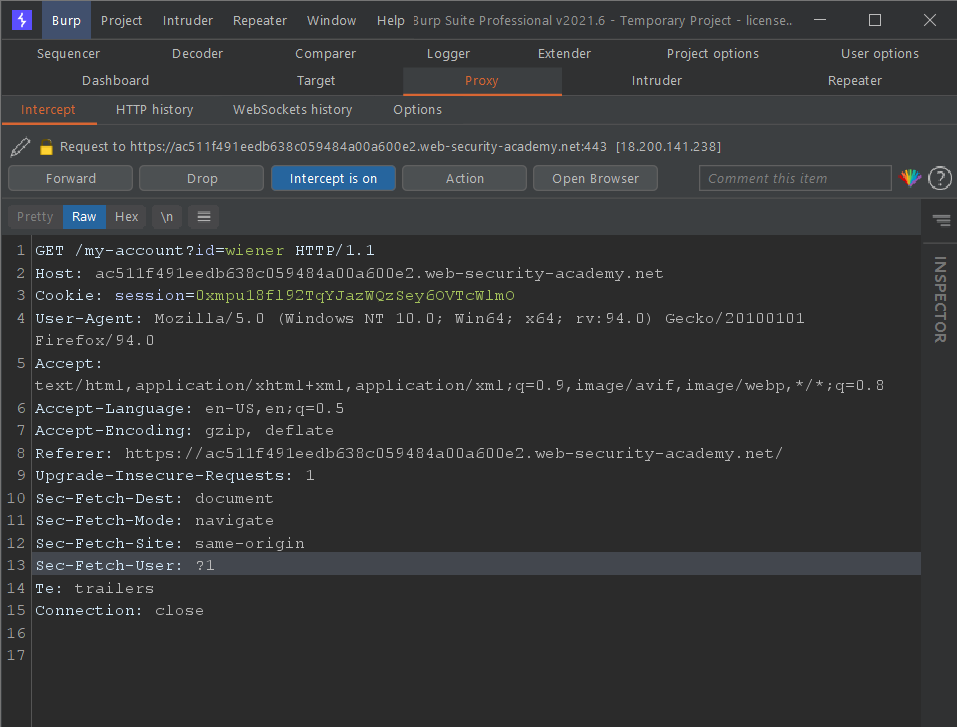 Burp Project Intruder Repeater Window Help Burp Suite Professional v2021.6 - Temporary Project - license..
Sequencer Decoder Comparer Logger Extender Project options User options
Dashboard Target Proxy Intruder Repeater
Intercept HTTP history WebSockets history Options
Request to https://ac511f491eedb638c059484a00a600e2.web-security-academy.net:443 [18.200.141.238]
Forward Drop Intercept is on Action Open Browser Comment this item ?
Pretty Raw Hex \n
INSPECTOR
1 GET /my-account?id=wiener HTTP/1.1
2 Host: ac511f491eedb638c059484a00a600e2.web-security-academy.net
3 Cookie: session=0xmpu18fl92TqYJazWQzSey6OVTcWlmO
4 User-Agent: Mozilla/5.0 (Windows NT 10.0; Win64; x64; rv:94.0) Gecko/20100101
Firefox/94.0
5 Accept:
text/html,application/xhtml+xml,application/xml;q=0.9,image/avif,image/webp,*/*;q=0.8
6 Accept-Language: en-US,en;q=0.5
7 Accept-Encoding: gzip, deflate
8 Referer: https://ac511f491eedb638c059484a00a600e2.web-security-academy.net/
9 Upgrade-Insecure-Requests: 1
10 Sec-Fetch-Dest: document
11 Sec-Fetch-Mode: navigate
12 Sec-Fetch-Site: same-origin
13 Sec-Fetch-User: ?1
14 Te: trailers
15 Connection: close
16
17